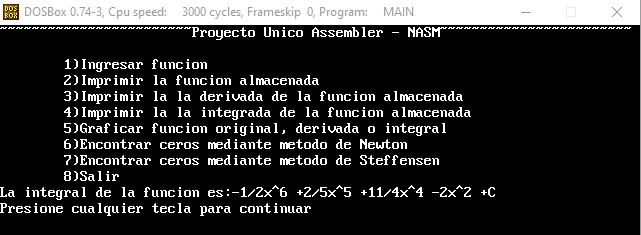 DOSBox 0.74-3, Cpu speed: 3000 cycles, Frameskip 0, Program: MAIN
~~~~~~~~~~~~~~~~~~~~~~~~Proyecto Unico Assembler - NASM~~~~~~~~~~~~~~~~~~~~~~~~
1)Ingresar funcion
2)Imprimir la funcion almacenada
3)Imprimir la la derivada de la funcion almacenada
4)Imprimir la la integrada de la funcion almacenada
5)Graficar funcion original, derivada o integral
6)Encontrar ceros mediante metodo de Newton
7)Encontrar ceros mediante metodo de Steffensen
8)Salir
La integral de la funcion es:-1/2x^6 +2/5x^5 +11/4x^4 -2x^2 +C
Presione cualquier tecla para continuar